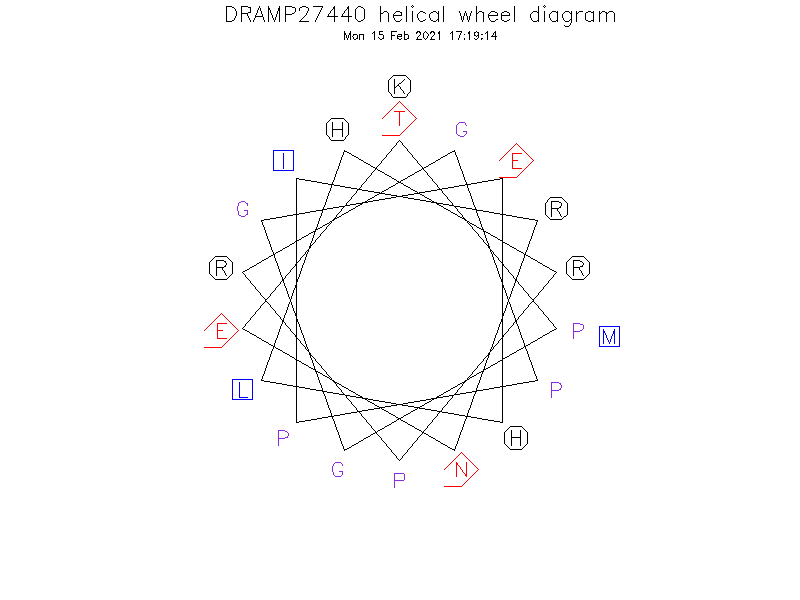 DRAMP27440 helical wheel diagram
Mon 15 Feb 2021 17:19:14
K
T
H G
I E
G R
R R
E P M
L P
P H
G N
P